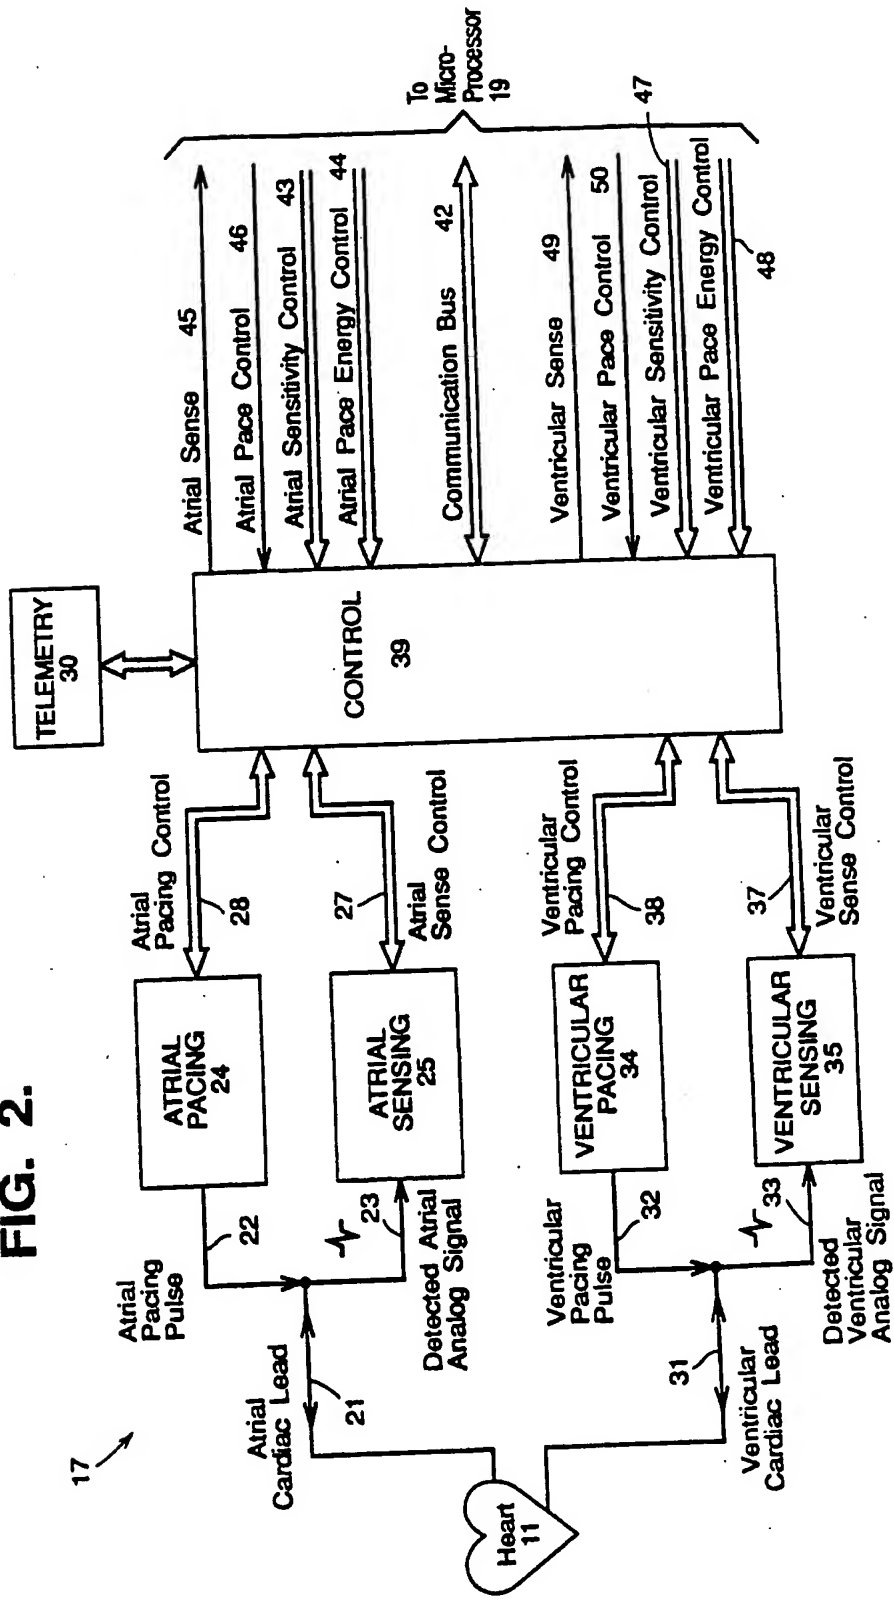 FIG. 2.
17
TELEMETRY
30
Atrial
Pacing
Pulse
22
ATRIAL
PACING
24
Atrial
Pacing Control
28
Atrial
Cardiac Lead
21
23
Detected Atrial
Analog Signal
ATRIAL
SENSING
25
27
Atrial
Sense Control
CONTROL
39
Atrial Sense 45
Atrial Pace Control 46
Atrial Sensitivity Control 43
Atrial Pace Energy Control 44
Communication Bus 42
Ventricular Sense 49
Ventricular Pace Control 50
Ventricular Sensitivity Control
47
Ventricular Pace Energy Control
48
To
Micro-
Processor
19
Heart
11
Ventricular
Pacing
Pulse
32
VENTRICULAR
PACING
34
Ventricular
Pacing Control
38
31
Ventricular
Cardiac Lead
33
Detected
Ventricular
Analog Signal
VENTRICULAR
SENSING
35
37
Ventricular
Sense Control